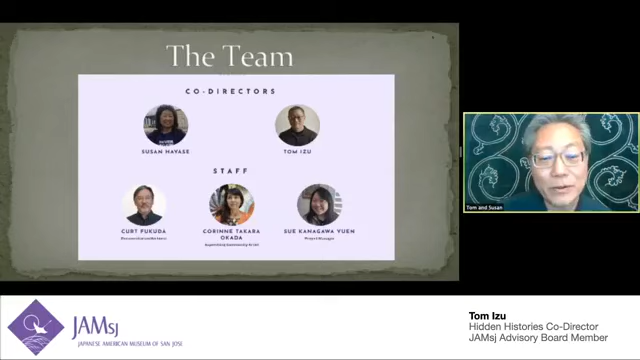 The Team
CO-DIRECTORS
SUSAN HAYASE
TOM IZU
STAFF
CURT FUKUDA
CORINNE TAKARA
OKADA
SUE KANAGAWA YUEN
Project Manager
Tom and Susan
JAMsj
JAPANESE AMERICAN MUSEUM OF SAN JOSE
Tom Izu
Hidden Histories Co-Director
JAMsj Advisory Board Member